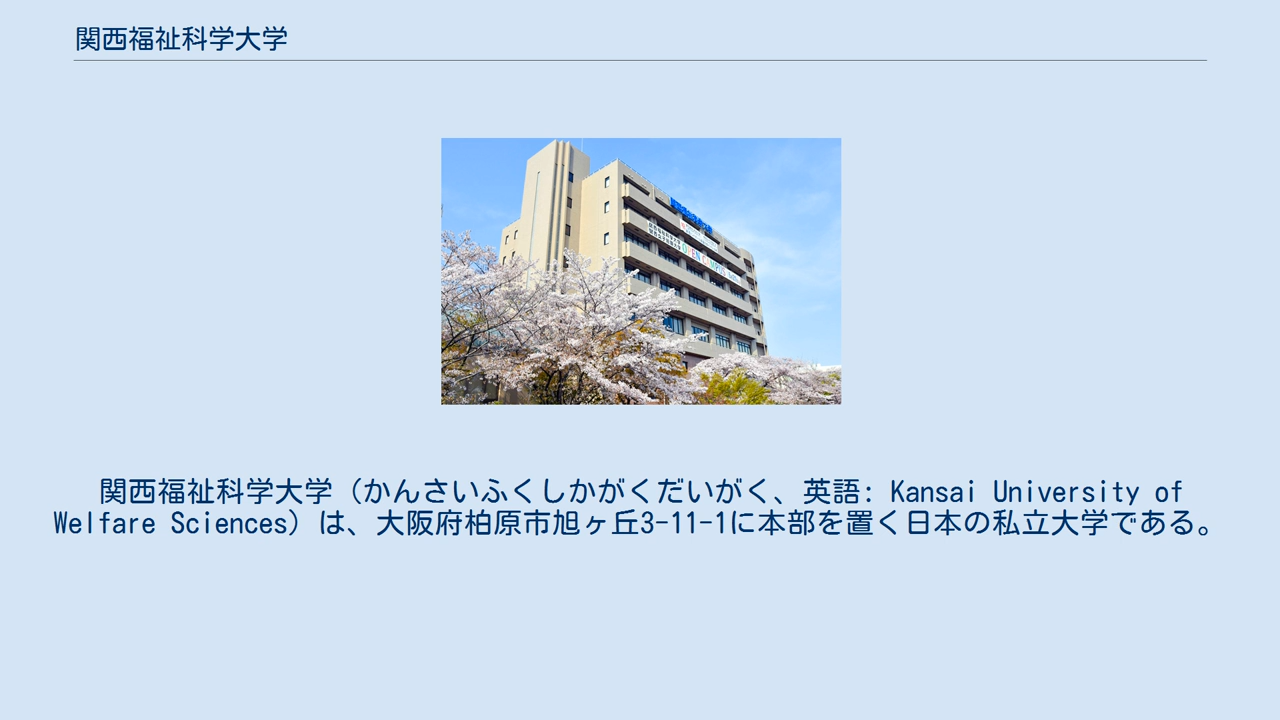 関西福祉科学大学
OPEN CAMPUS
関西福祉科学大学（かんさいふくしかがくだいがく、英語: Kansai University of
Welfare Sciences）は、大阪府柏原市旭ヶ丘3-11-1に本部を置く日本の私立大学である。